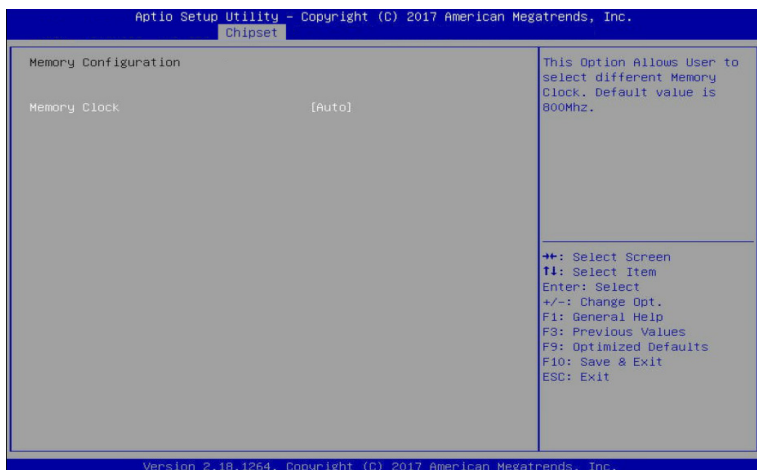 Aptio Setup Utility – Copyright (C) 2017 American Megatrends, Inc.
Chipset
Memory Configuration
Memory Clock [Auto]
This Option Allows User to
select different Memory
Clock. Default value is
800Mhz.
→←: Select Screen
↑↓: Select Item
Enter: Select
+/-: Change Opt.
F1: General Help
F3: Previous Values
F9: Optimized Defaults
F10: Save & Exit
ESC: Exit
Version 2.18.1264. Copyright (C) 2017 American Megatrends, Inc.